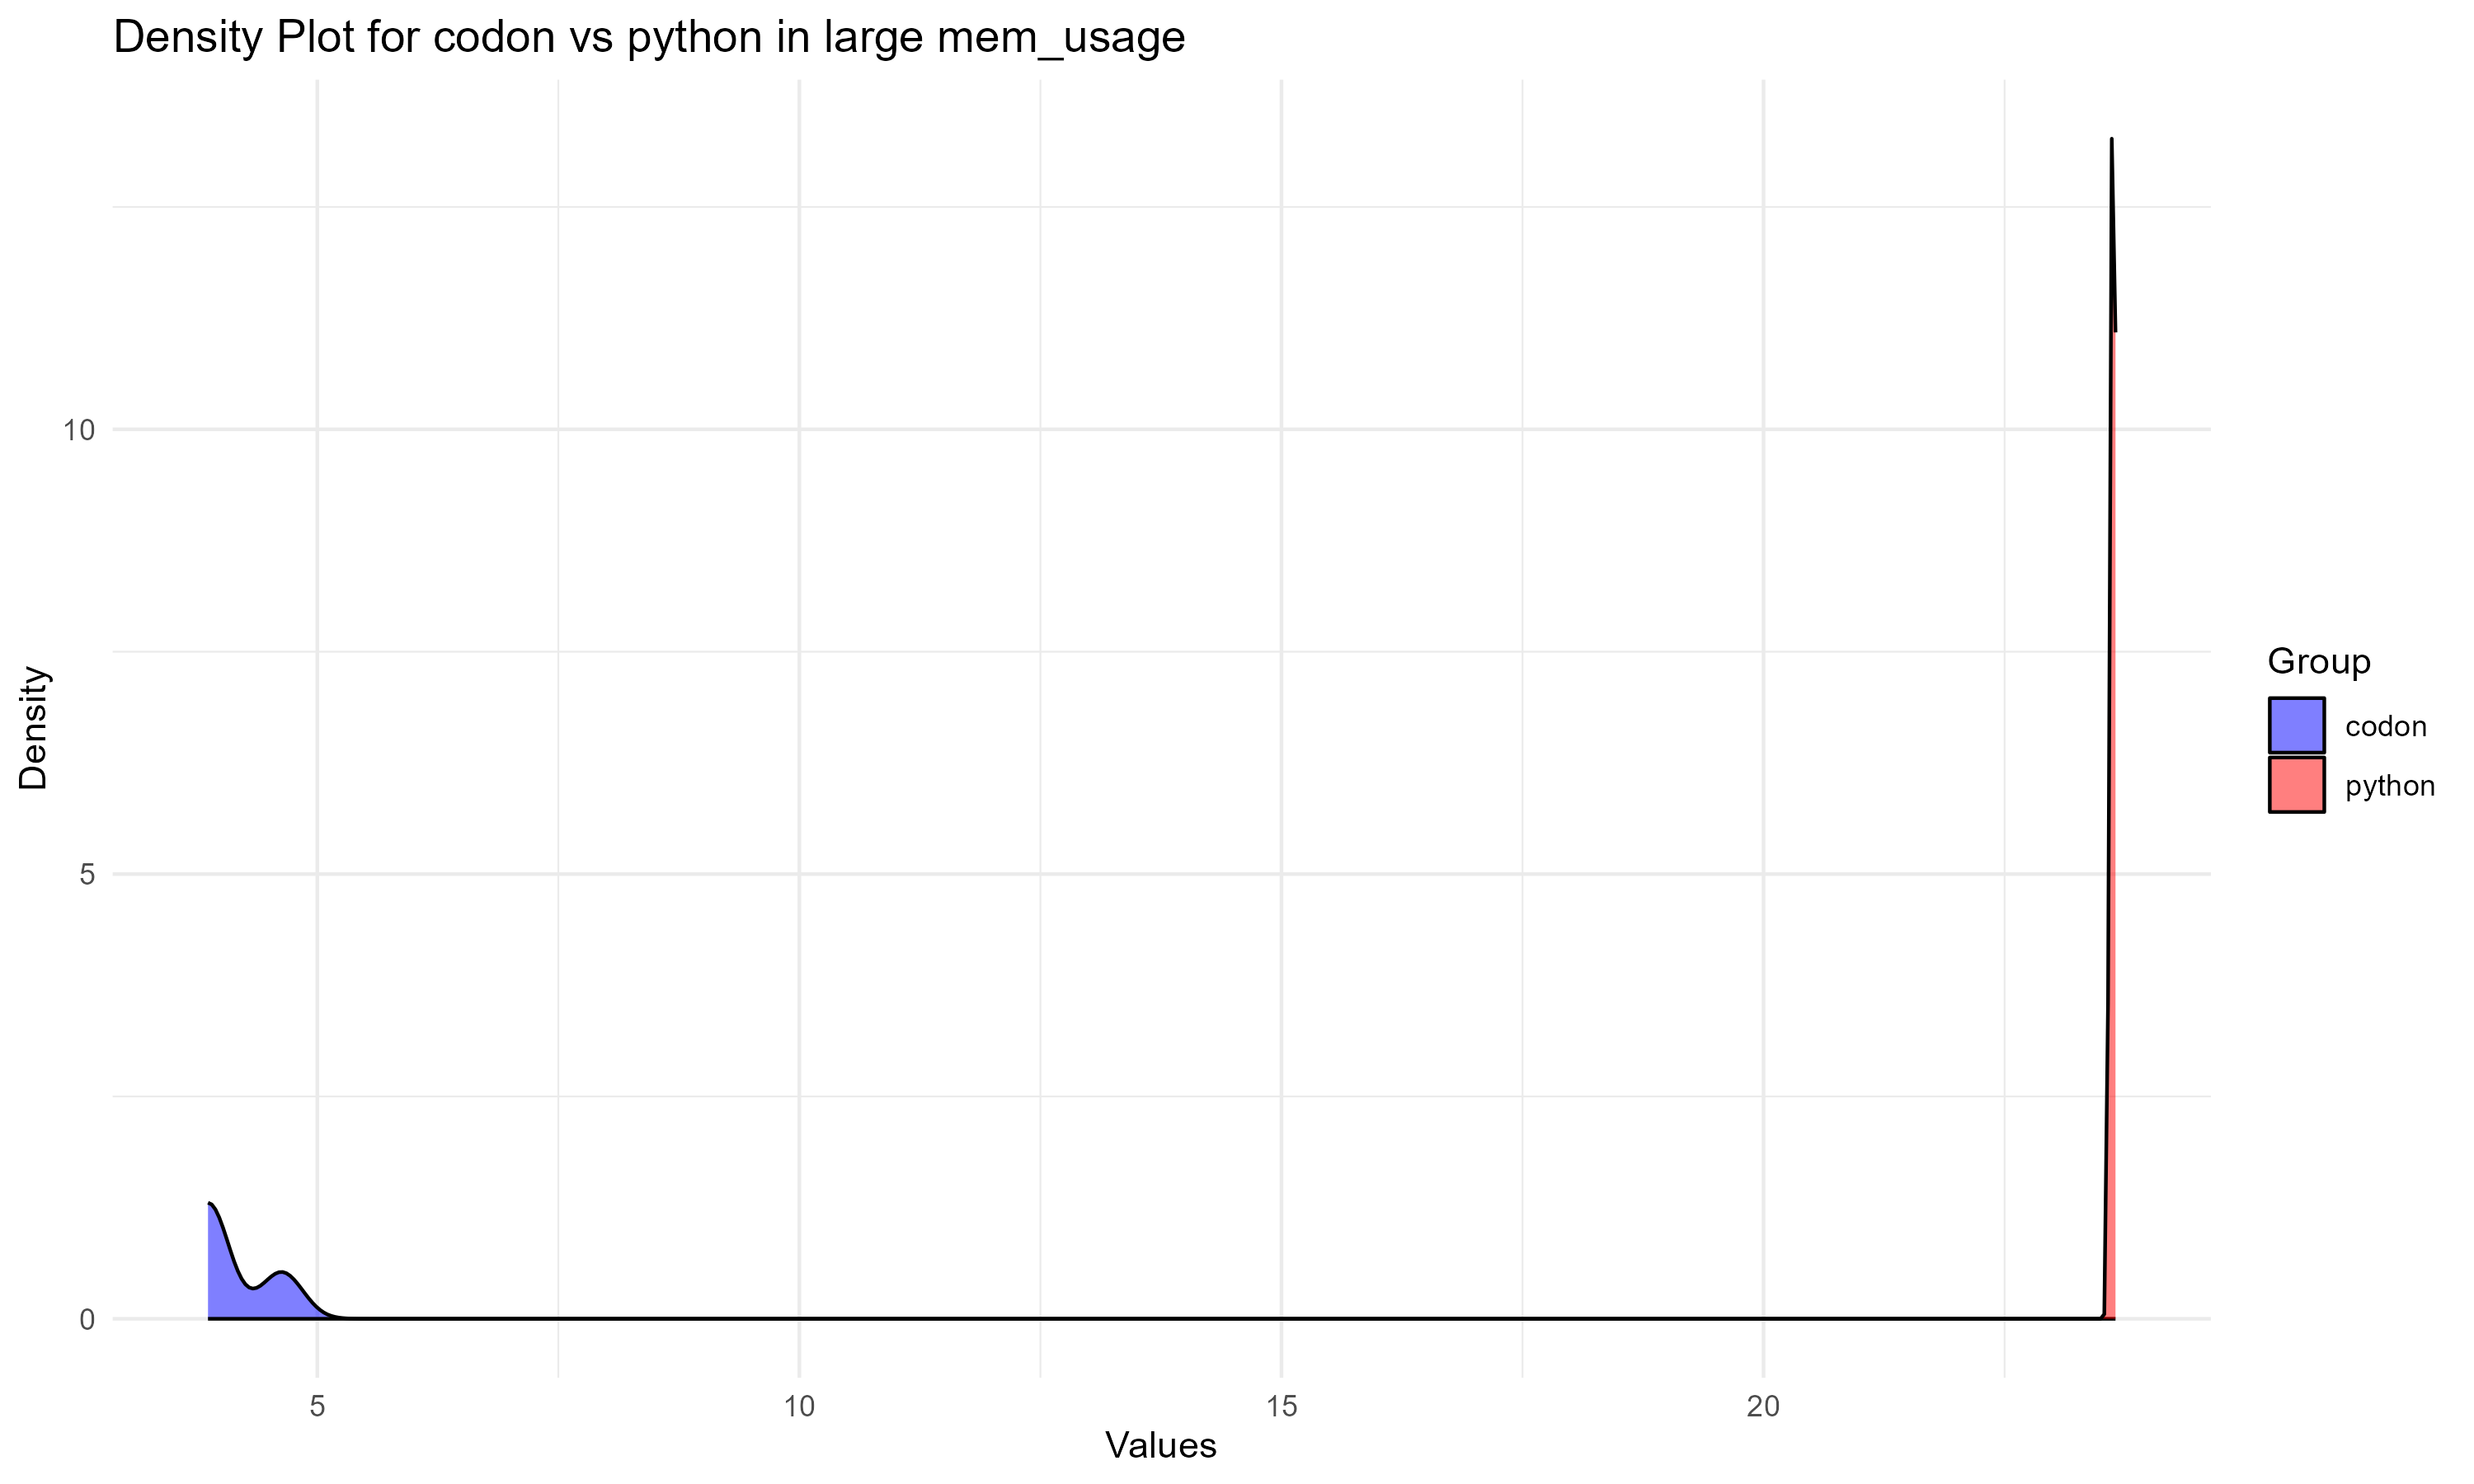 Density Plot for codon vs python in large mem_usage
Density
10
5
0
5
10
15
20
Values
Group
codon
python